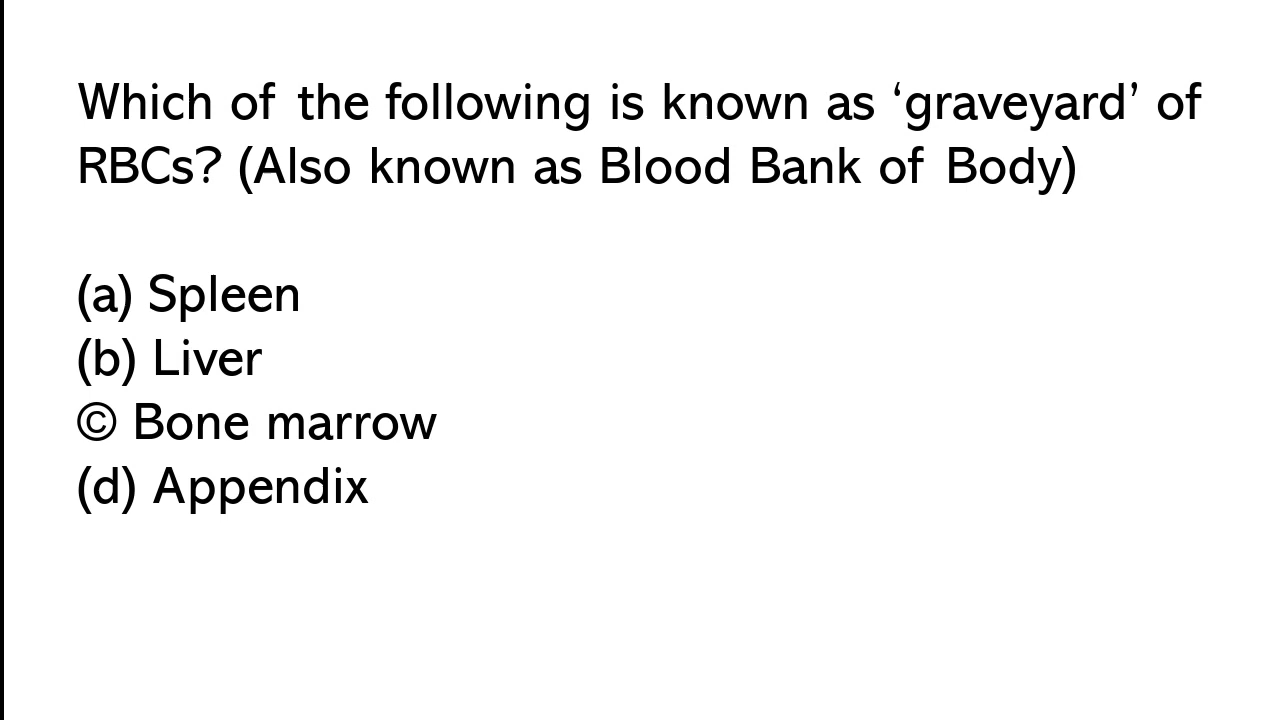 Which of the following is known as ‘graveyard’ of
RBCs? (Also known as Blood Bank of Body)
(a) Spleen
(b) Liver
© Bone marrow
(d) Appendix